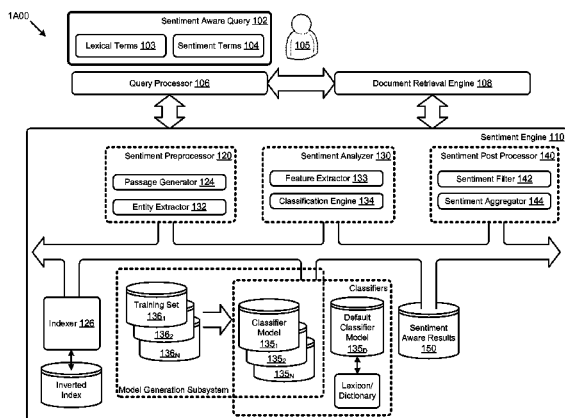 1A00
Sentiment Aware Query 102
Lexical Terms 103
Sentiment Terms 104
105
Query Processor 106
Document Retrieval Engine 108
Sentiment Engine 110
Sentiment Preprocessor 120
Passage Generator 124
Entity Extractor 132
Sentiment Analyzer 130
Feature Extractor 133
Classification Engine 134
Sentiment Post Processor 140
Sentiment Filter 142
Sentiment Aggregator 144
Indexer 126
Inverted
Index
Training Set
136₁
136₂
136N
Model Generation Subsystem
Classifiers
Classifier
Model
135₁
135₂
135N
Default
Classifier
Model
135D
Lexicon/
Dictionary
Sentiment
Aware Results
150